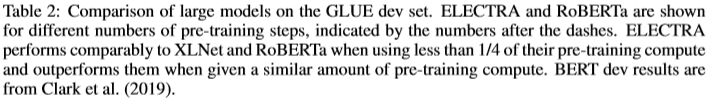 Table 2: Comparison of large models on the GLUE dev set. ELECTRA and RoBERTa are shown
for different numbers of pre-training steps, indicated by the numbers after the dashes. ELECTRA
performs comparably to XLNet and RoBERTa when using less than 1/4 of their pre-training compute
and outperforms them when given a similar amount of pre-training compute. BERT dev results are
from Clark et al. (2019).